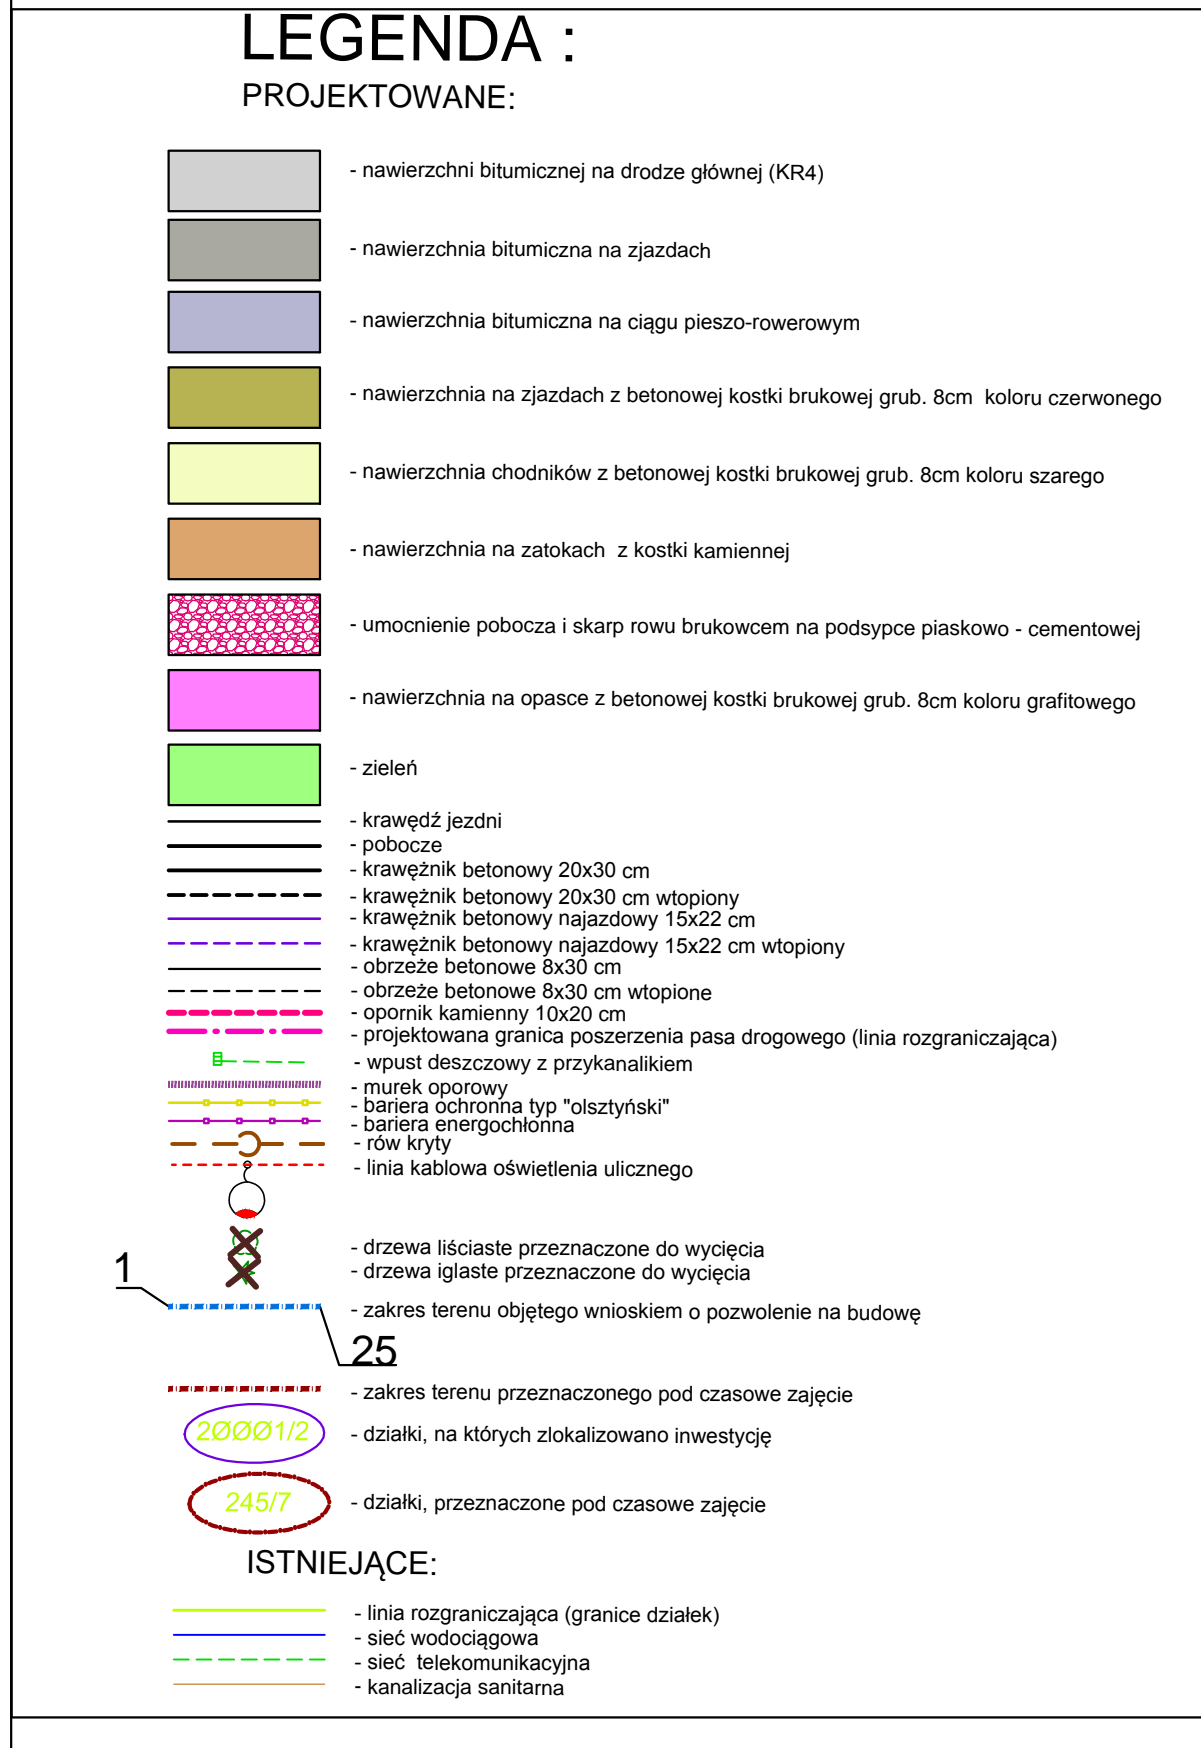 LEGENDA :
PROJEKTOWANE:
- nawierzchni bitumicznej na drodze głównej (KR4)
- nawierzchnia bitumiczna na zjazdach
- nawierzchnia bitumiczna na ciągu pieszo-rowerowym
- nawierzchnia na zjazdach z betonowej kostki brukowej grub. 8cm koloru czerwonego
- nawierzchnia chodników z betonowej kostki brukowej grub. 8cm koloru szarego
- nawierzchnia na zatokach z kostki kamiennej
- umocnienie pobocza i skarp rowu brukowcem na podsypce piaskowo - cementowej
- nawierzchnia na opasce z betonowej kostki brukowej grub. 8cm koloru grafitowego
- zieleń
- krawędź jezdni
- pobocze
- krawężnik betonowy 20x30 cm
- krawężnik betonowy 20x30 cm wtopiony
- krawężnik betonowy najazdowy 15x22 cm
- krawężnik betonowy najazdowy 15x22 cm wtopiony
- obrzeże betonowe 8x30 cm
- obrzeże betonowe 8x30 cm wtopione
- opornik kamienny 10x20 cm
- projektowana granica poszerzenia pasa drogowego (linia rozgraniczająca)
- wpust deszczowy z przykanalikiem
- murek oporowy
- bariera ochronna typ "olsztyński"
- bariera energochłonna
- rów kryty
- linia kablowa oświetlenia ulicznego
- drzewa liściaste przeznaczone do wycięcia
- drzewa iglaste przeznaczone do wycięcia
1
- zakres terenu objętego wnioskiem o pozwolenie na budowę
25
- zakres terenu przeznaczonego pod czasowe zajęcie
2ØØØ1/2 - działki, na których zlokalizowano inwestycję
245/7 - działki, przeznaczone pod czasowe zajęcie
ISTNIEJĄCE:
- linia rozgraniczająca (granice działek)
- sieć wodociągowa
- sieć telekomunikacyjna
- kanalizacja sanitarna